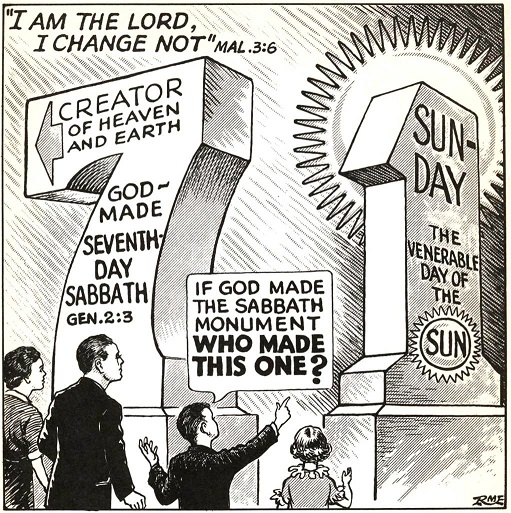 "I AM THE LORD,
I CHANGE NOT" MAL. 3:6
CREATOR
OF HEAVEN
AND EARTH
GOD~
MADE
SEVENTH-
DAY
SABBATH
GEN. 2:3
SUN-
DAY
THE
VENERABLE
DAY OF
THE
SUN
IF GOD MADE
THE SABBATH
MONUMENT
WHO MADE
THIS ONE?
RME